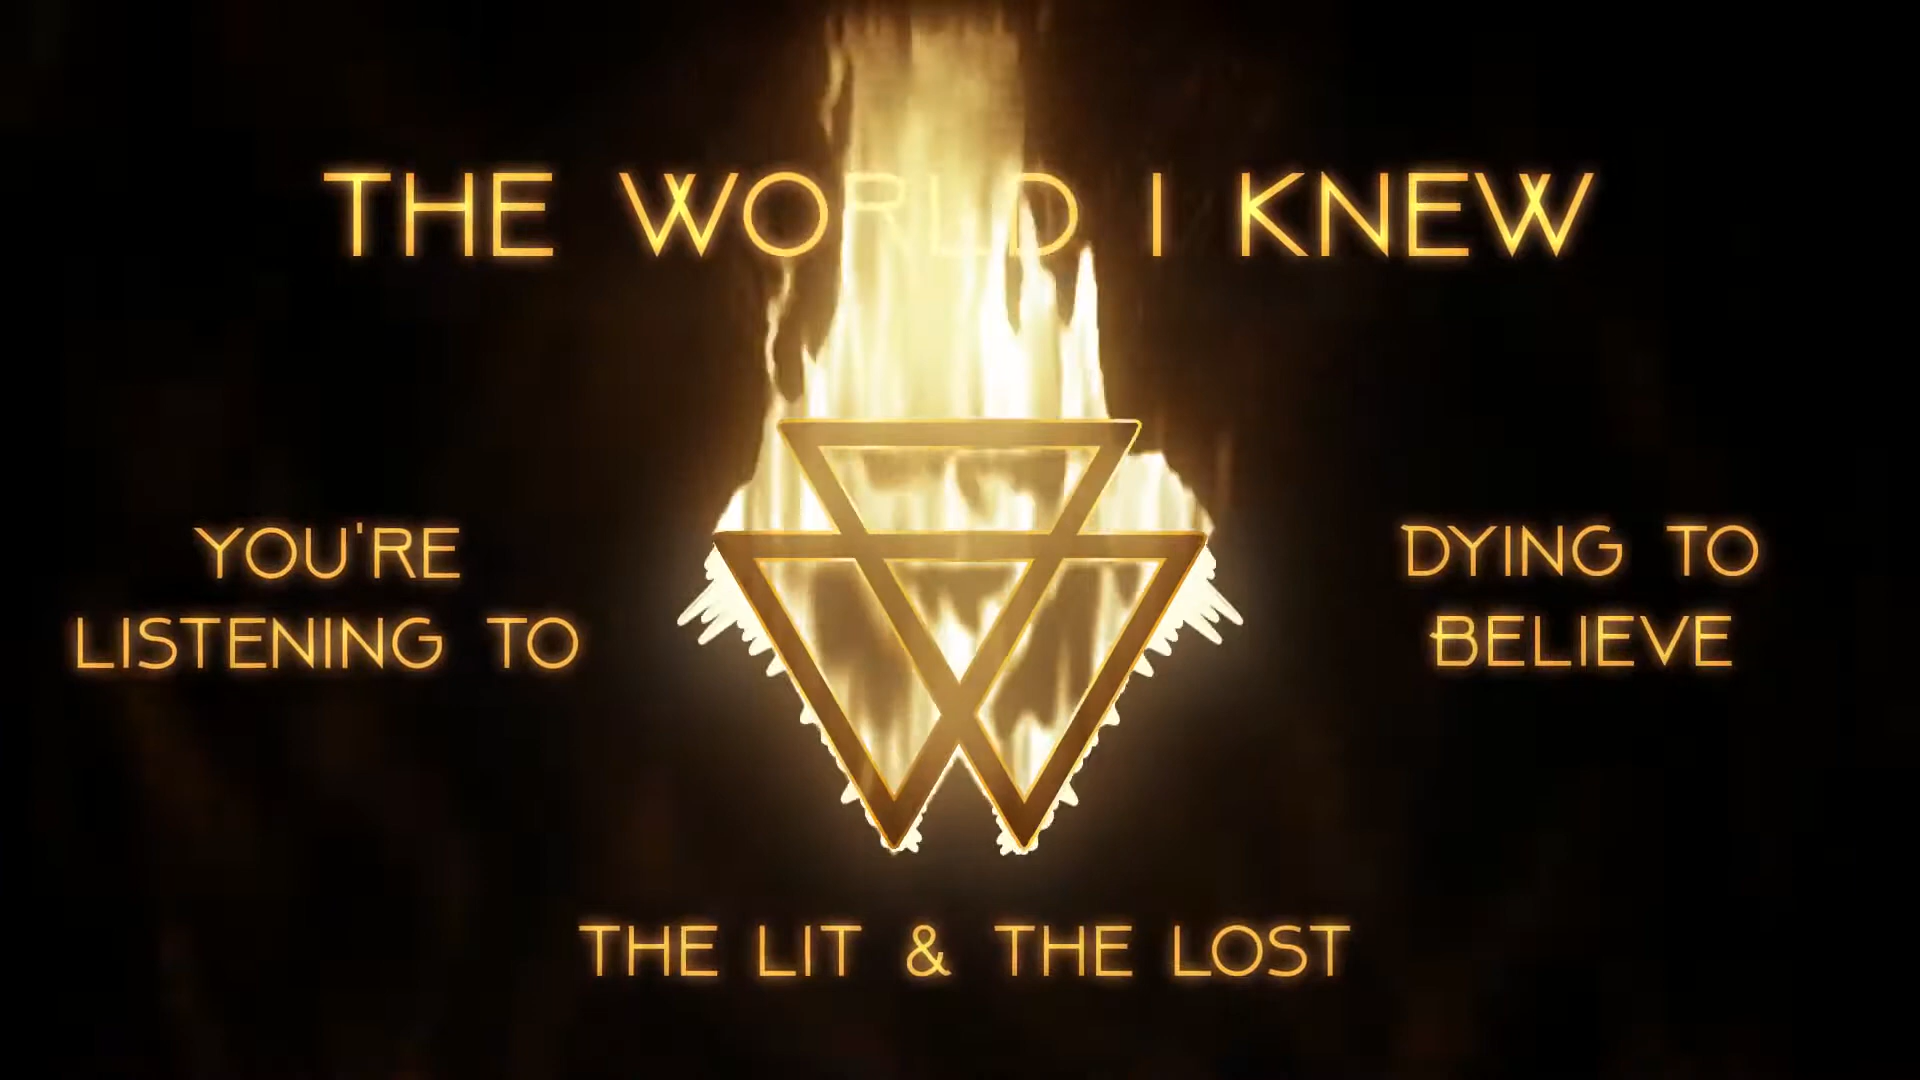 THE WORLD I KNEW
YOU'RE
LISTENING TO
DYING TO
BELIEVE
THE LIT & THE LOST